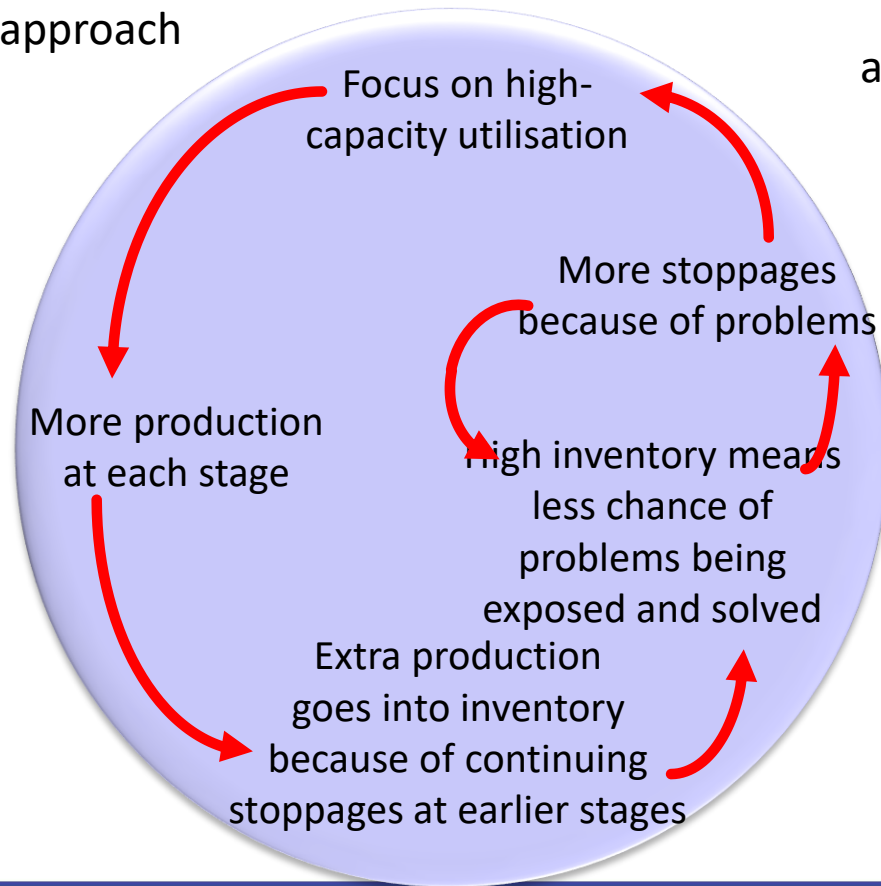 approach
a
Focus on high-
capacity utilisation
More stoppages
because of problems
More production
at each stage
High inventory means
less chance of
problems being
exposed and solved
Extra production
goes into inventory
because of continuing
stoppages at earlier stages